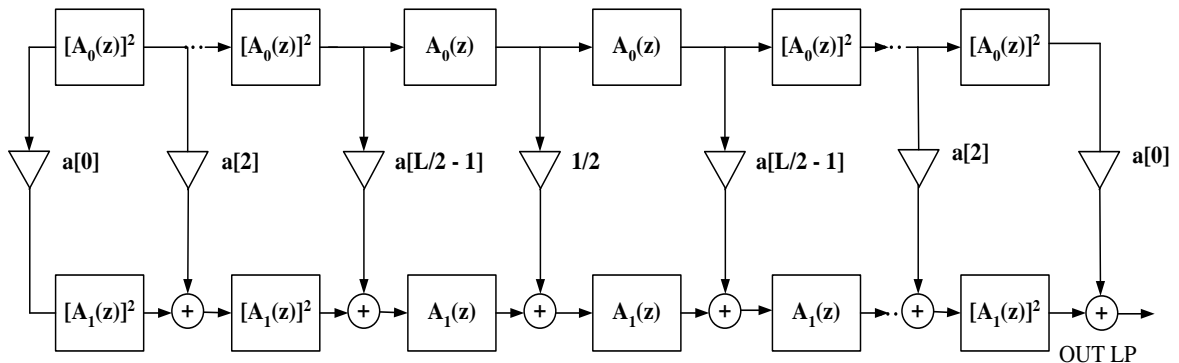 [A₀(z)]² ·· [A₀(z)]² A₀(z) A₀(z) [A₀(z)]² ·· [A₀(z)]²
a[0] a[2] a[L/2 - 1] 1/2 a[L/2 - 1] a[2] a[0]
[A₁(z)]² + [A₁(z)]² + A₁(z) + A₁(z) + A₁(z) ·· + [A₁(z)]² +
OUT LP